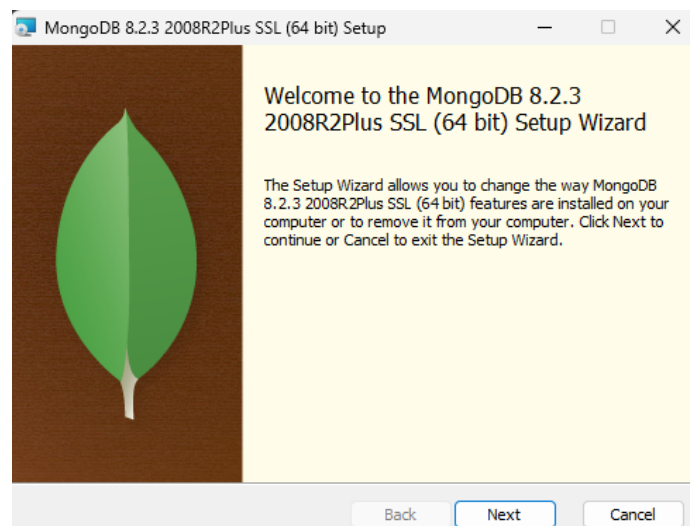 MongoDB 8.2.3 2008R2Plus SSL (64 bit) Setup
Welcome to the MongoDB 8.2.3
2008R2Plus SSL (64 bit) Setup Wizard
The Setup Wizard allows you to change the way MongoDB
8.2.3 2008R2Plus SSL (64 bit) features are installed on your
computer or to remove it from your computer. Click Next to
continue or Cancel to exit the Setup Wizard.
Back
Next
Cancel